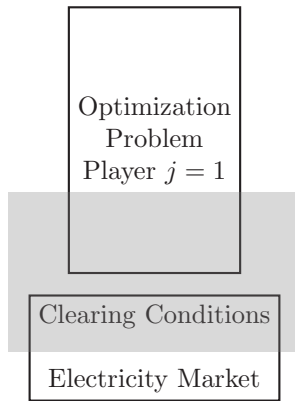 Optimization
Problem
Player j = 1
Clearing Conditions
Electricity Market